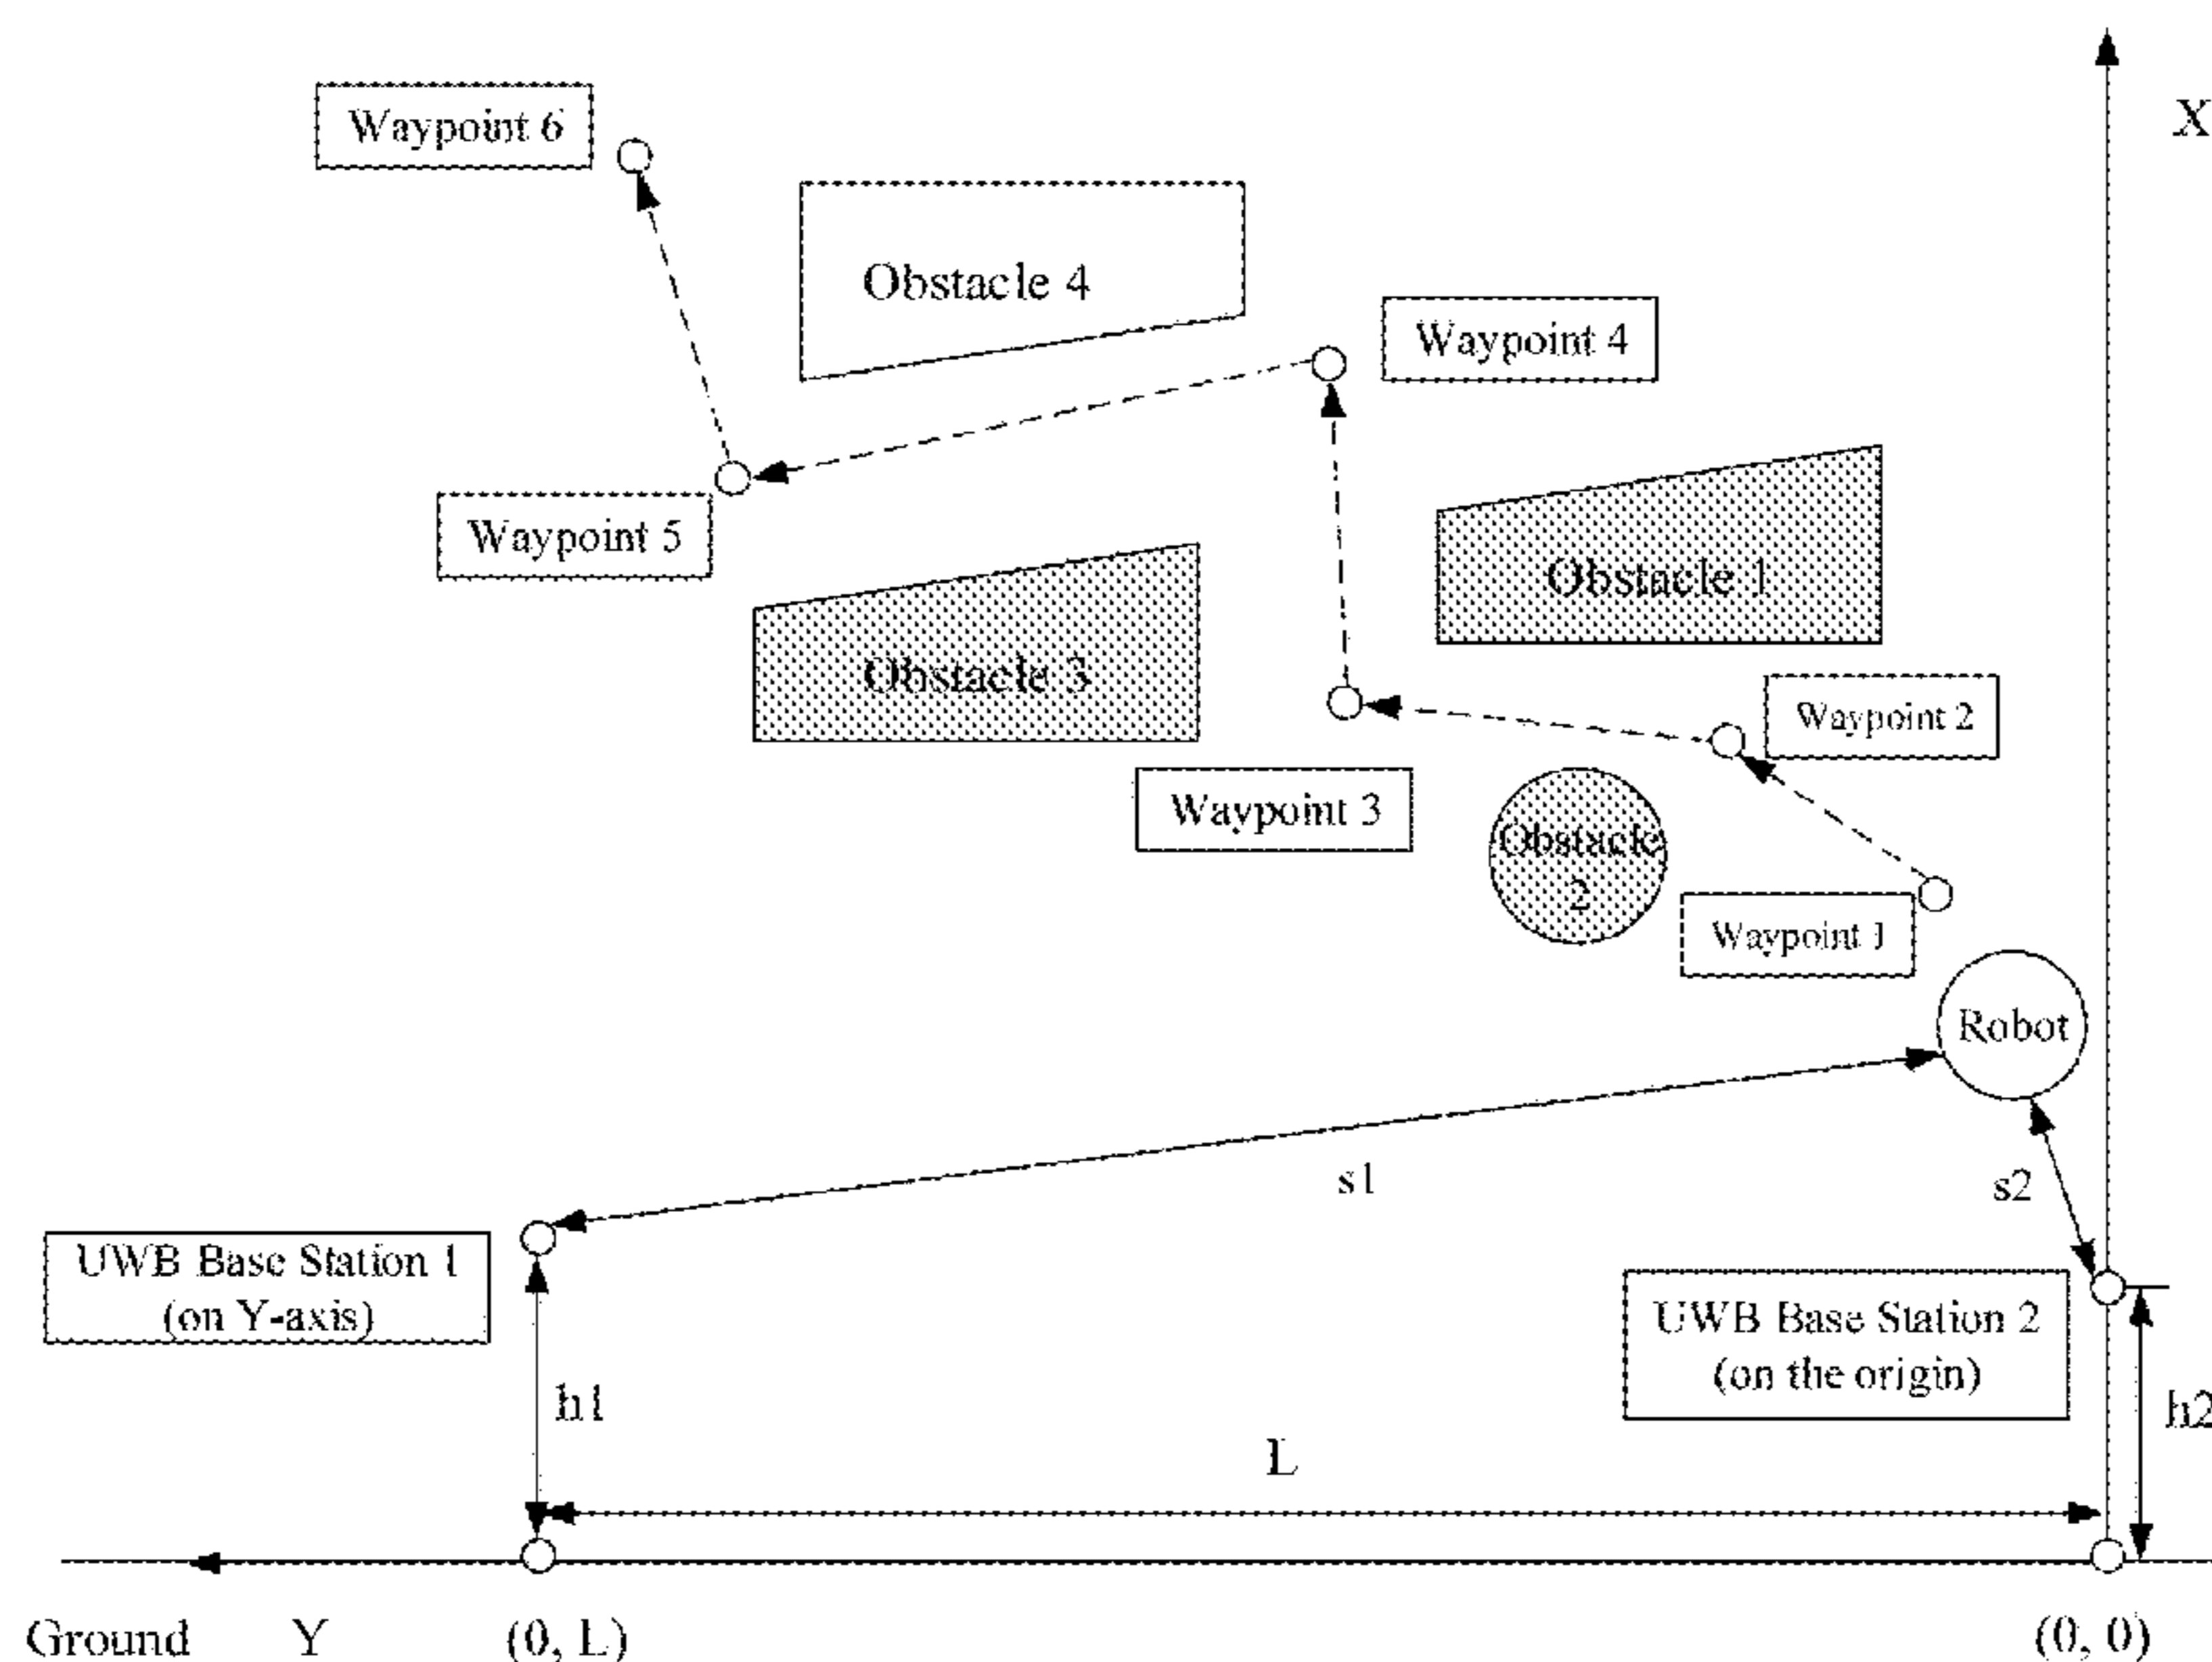 X
Waypoint 6
Obstacle 4
Waypoint 4
Waypoint 5
Obstacle 1
Obstacle 3
Waypoint 2
Waypoint 3
Obstacle
2
Waypoint 1
Robot
s1
s2
UWB Base Station 1
(on Y-axis)
UWB Base Station 2
(on the origin)
h1
h2
L
Ground
Y
(0, L)
(0, 0)